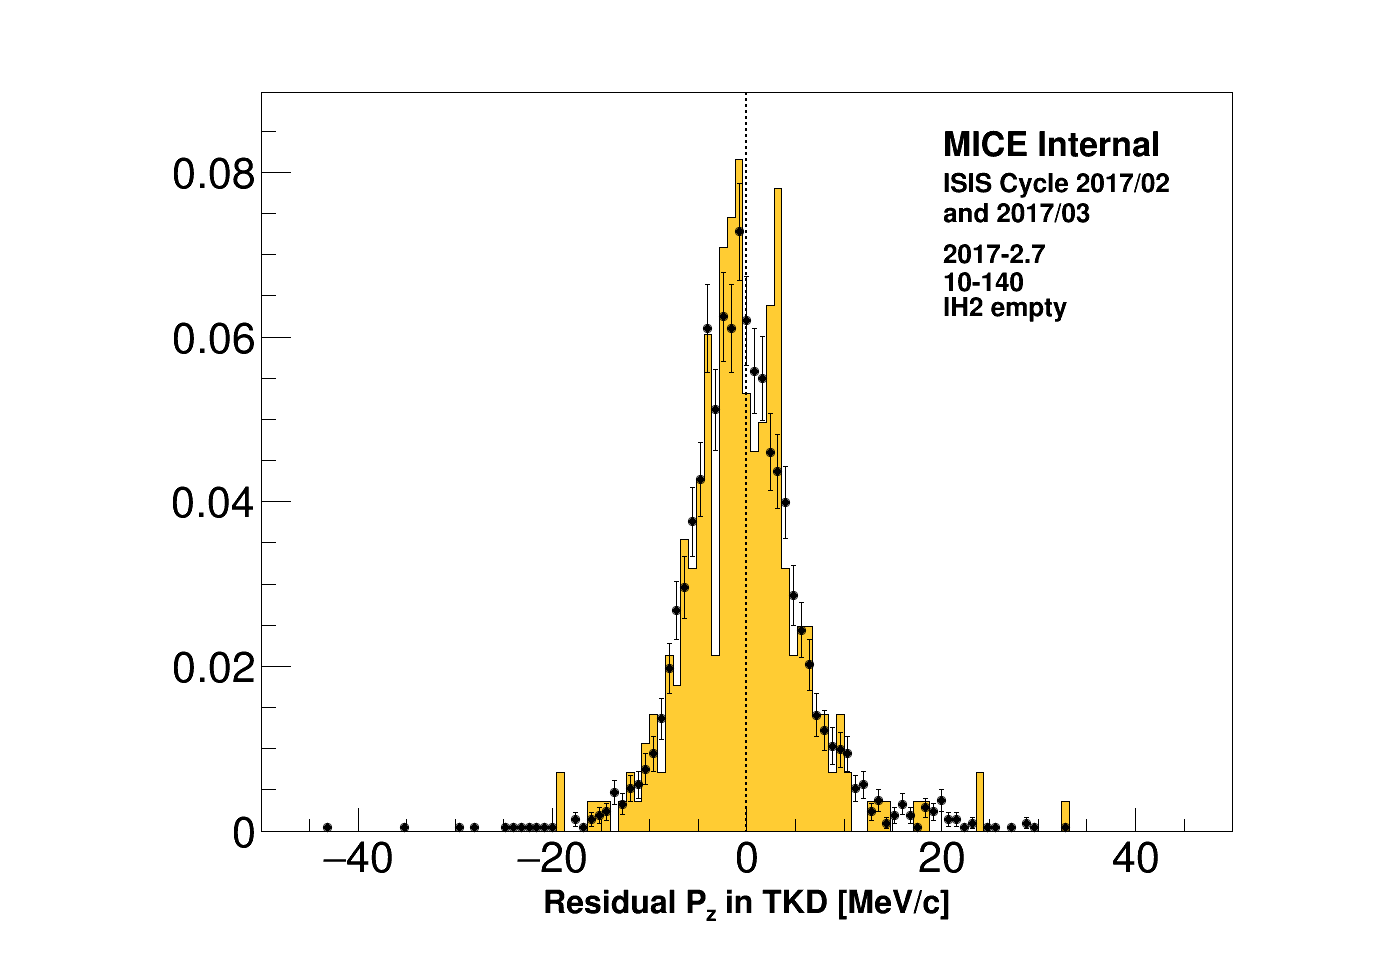 MICE Internal
ISIS Cycle 2017/02
and 2017/03
2017-2.7
10-140
IH2 empty
0.08
0.06
0.04
0.02
0
−40 −20 0 20 40
Residual Pz in TKD [MeV/c]